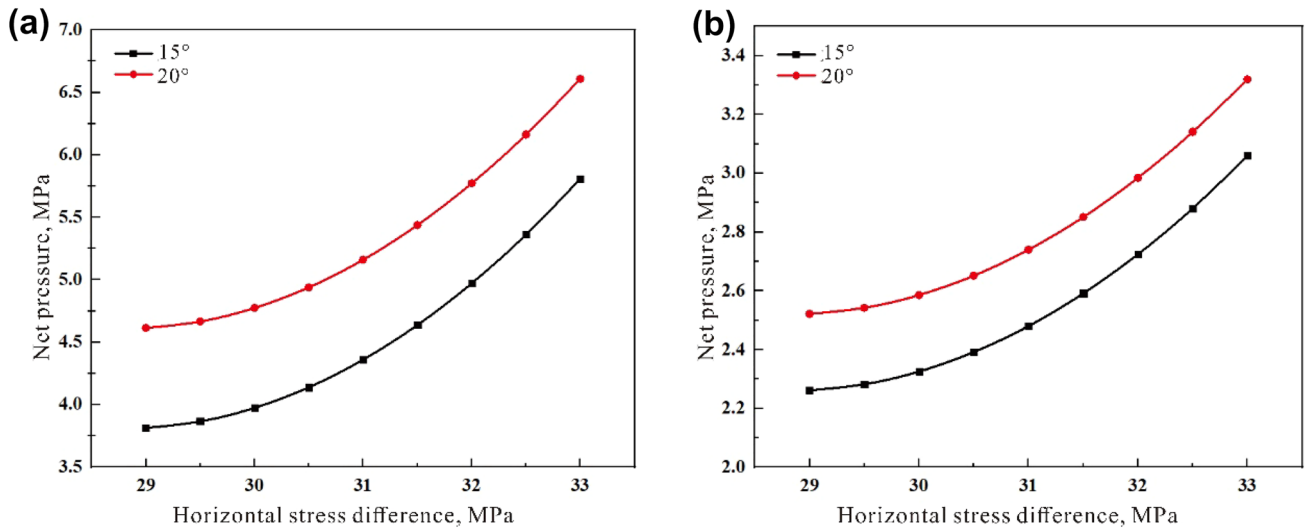 (a)
15°
20°
7.0
6.5
6.0
5.5
5.0
4.5
4.0
3.5
Net pressure, MPa
29 30 31 32 33
Horizontal stress difference, MPa
(b)
15°
20°
3.4
3.2
3.0
2.8
2.6
2.4
2.2
2.0
Net pressure, MPa
29 30 31 32 33
Horizontal stress difference, MPa